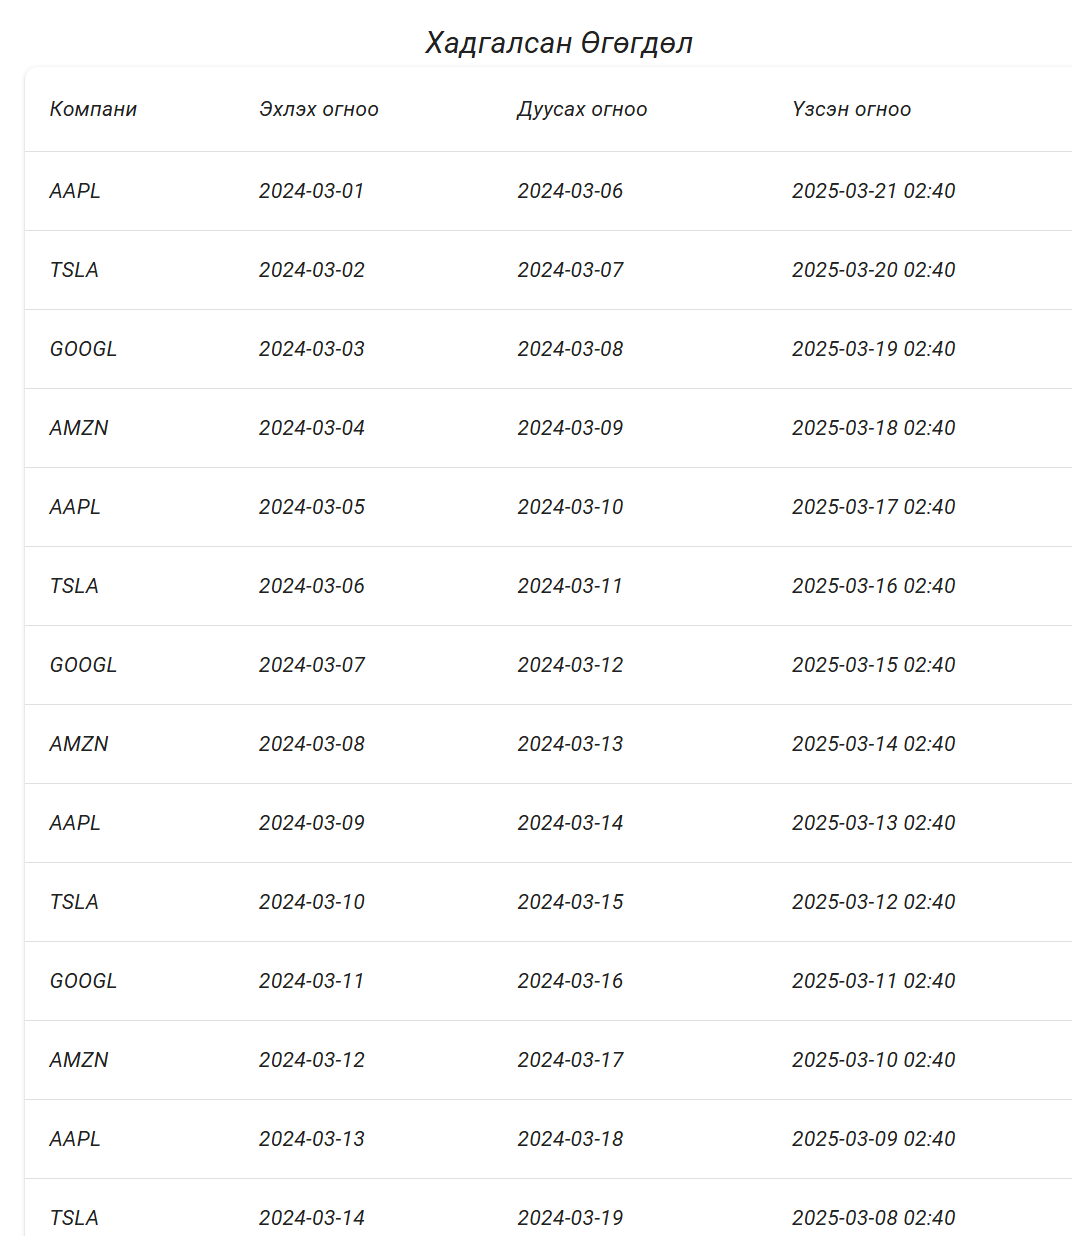 Хадгалсан Өгөгдөл
Компани Эхлэх огноо Дуусах огноо Үзсэн огноо
AAPL 2024-03-01 2024-03-06 2025-03-21 02:40
TSLA 2024-03-02 2024-03-07 2025-03-20 02:40
GOOGL 2024-03-03 2024-03-08 2025-03-19 02:40
AMZN 2024-03-04 2024-03-09 2025-03-18 02:40
AAPL 2024-03-05 2024-03-10 2025-03-17 02:40
TSLA 2024-03-06 2024-03-11 2025-03-16 02:40
GOOGL 2024-03-07 2024-03-12 2025-03-15 02:40
AMZN 2024-03-08 2024-03-13 2025-03-14 02:40
AAPL 2024-03-09 2024-03-14 2025-03-13 02:40
TSLA 2024-03-10 2024-03-15 2025-03-12 02:40
GOOGL 2024-03-11 2024-03-16 2025-03-11 02:40
AMZN 2024-03-12 2024-03-17 2025-03-10 02:40
AAPL 2024-03-13 2024-03-18 2025-03-09 02:40
TSLA 2024-03-14 2024-03-19 2025-03-08 02:40